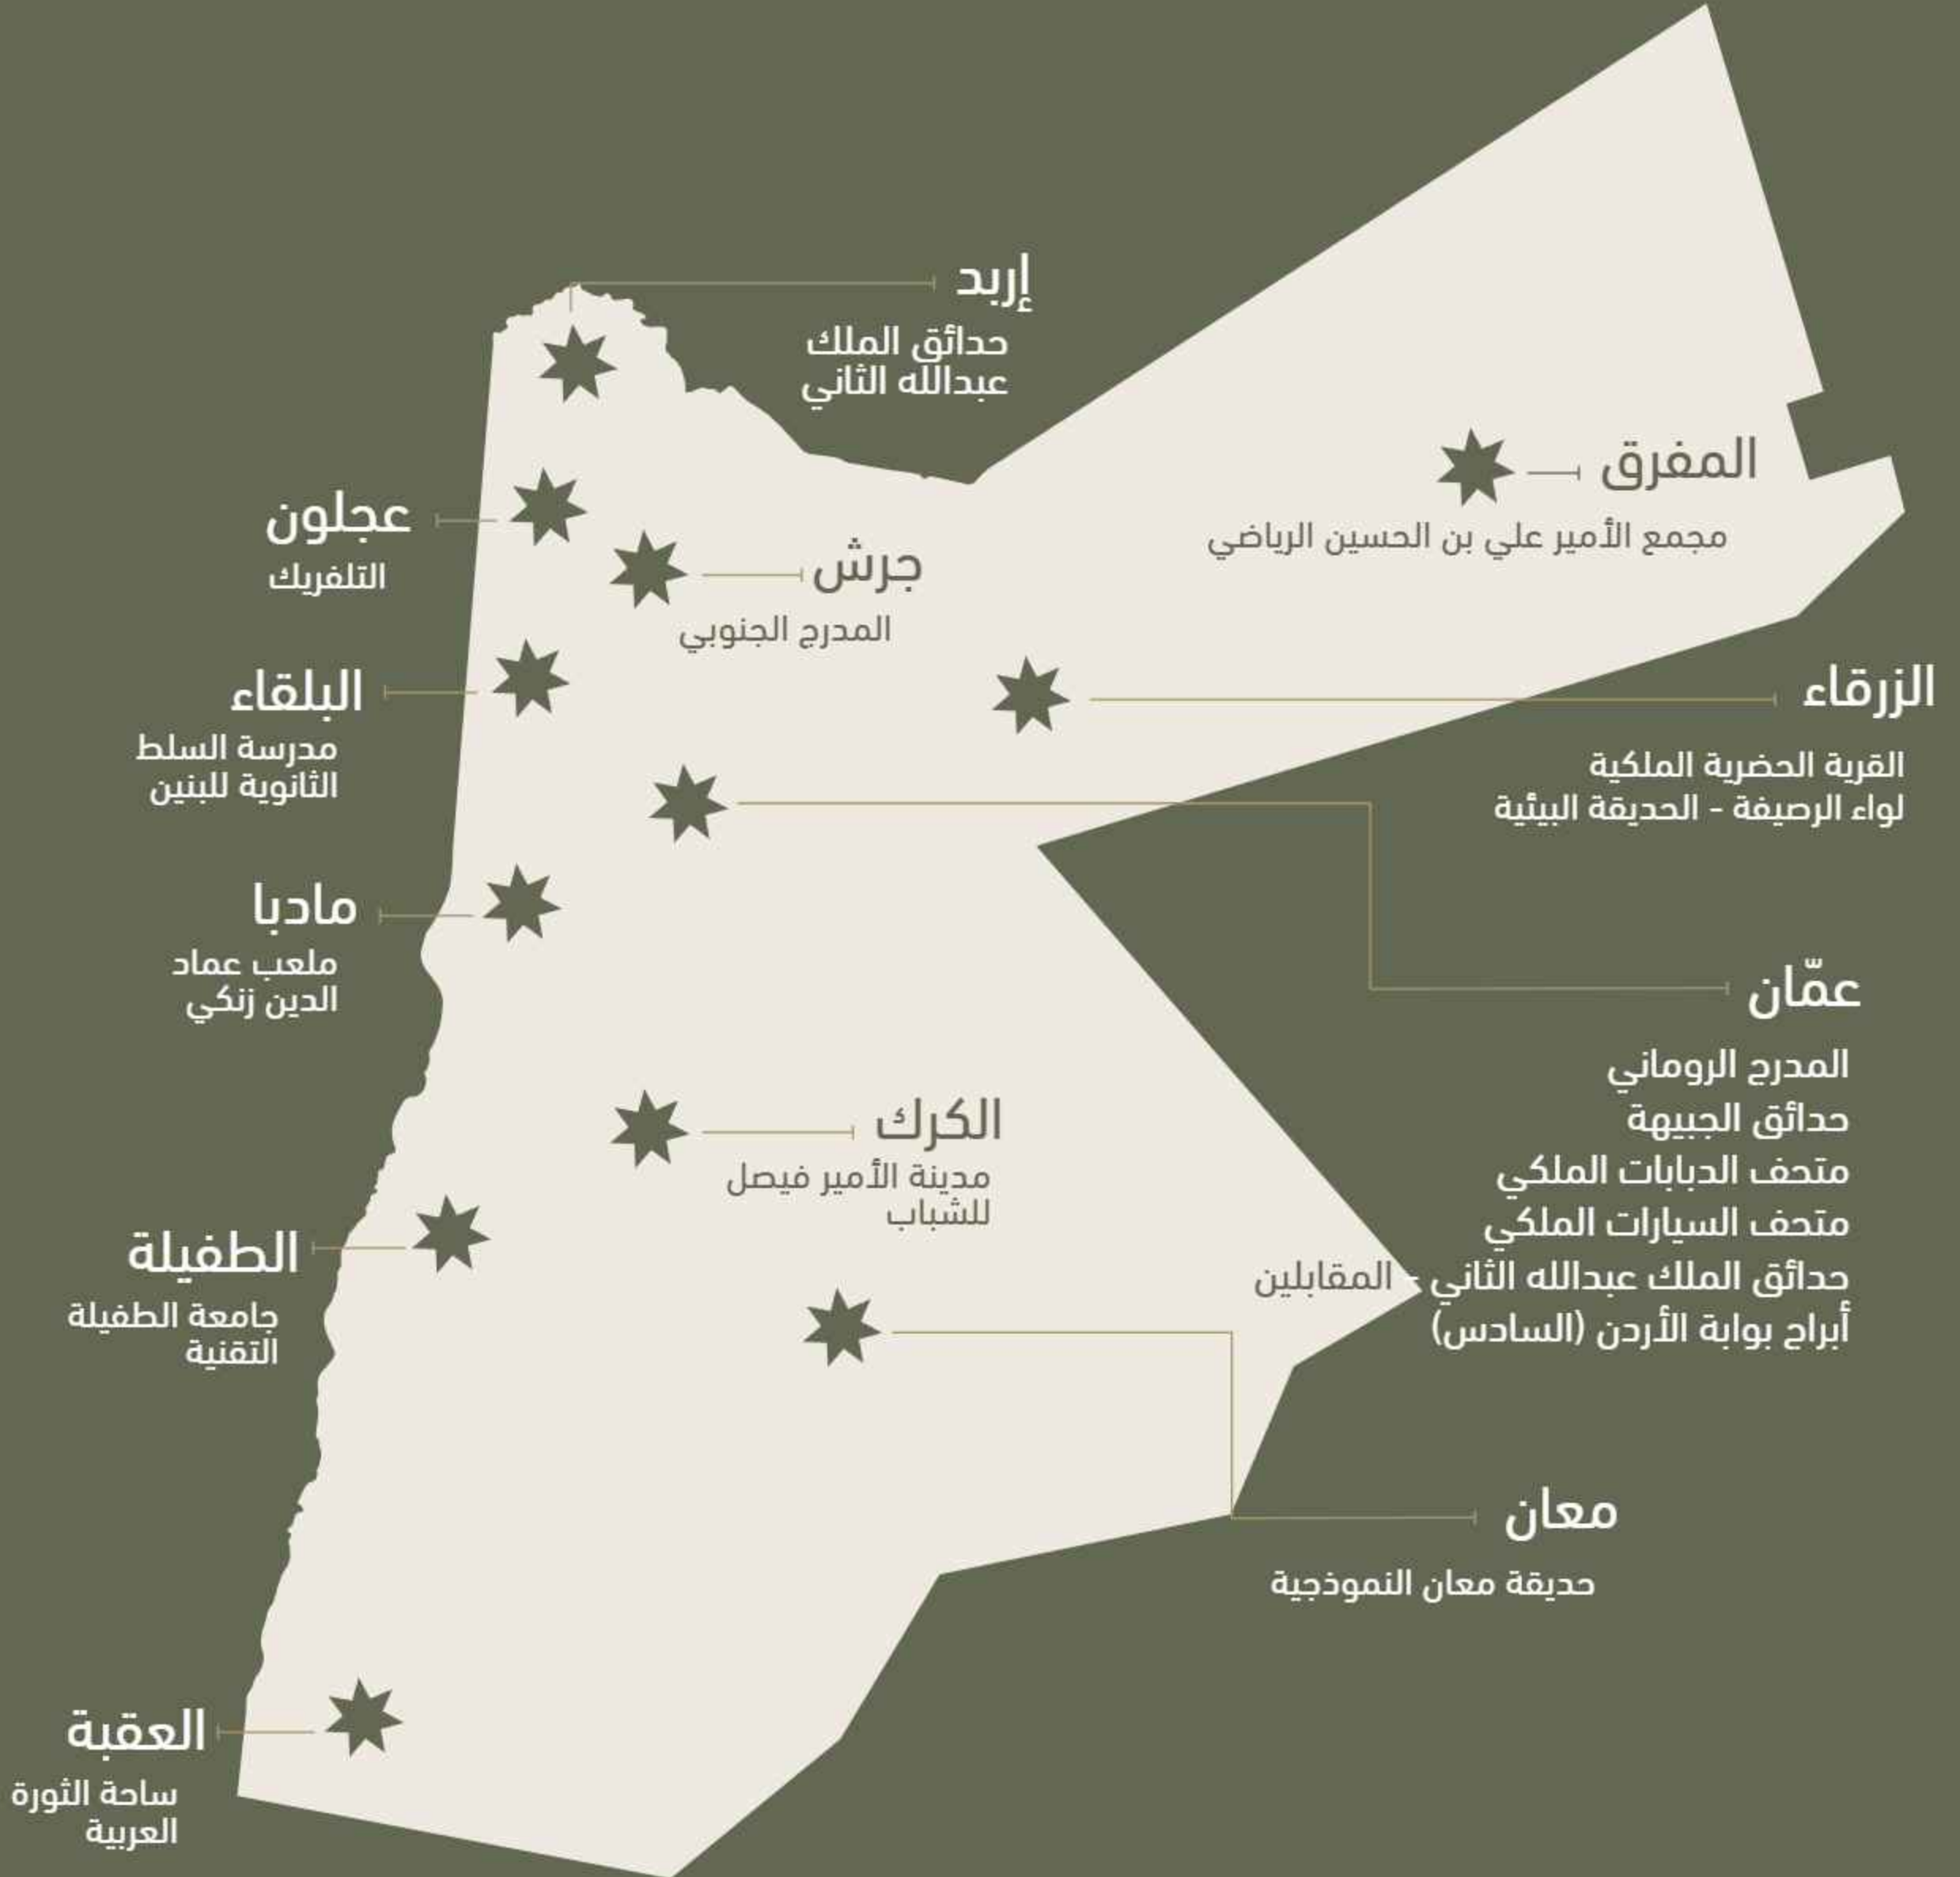 إربد
حدائق الملك
عبدالله الثاني
المفرق
مجمع الأمير علي بن الحسين الرياضي
عجلون
التلفريك
جرش
المدرج الجنوبي
الزرقاء
القرية الحضرية الملكية
لواء الرصيفة - الحديقة البيئية
البلقاء
مدرسة السلط
الثانوية للبنين
مادبا
ملعب عماد
الدين زنكي
عمّان
المدرج الروماني
حدائق الجبيهة
متحف الدبابات الملكي
متحف السيارات الملكي
حدائق الملك عبدالله الثاني - المقابلين
أبراج بوابة الأردن (السادس)
الكرك
مدينة الأمير فيصل
للشباب
الطفيلة
جامعة الطفيلة
التقنية
معان
حديقة معان النموذجية
العقبة
ساحة الثورة
العربية